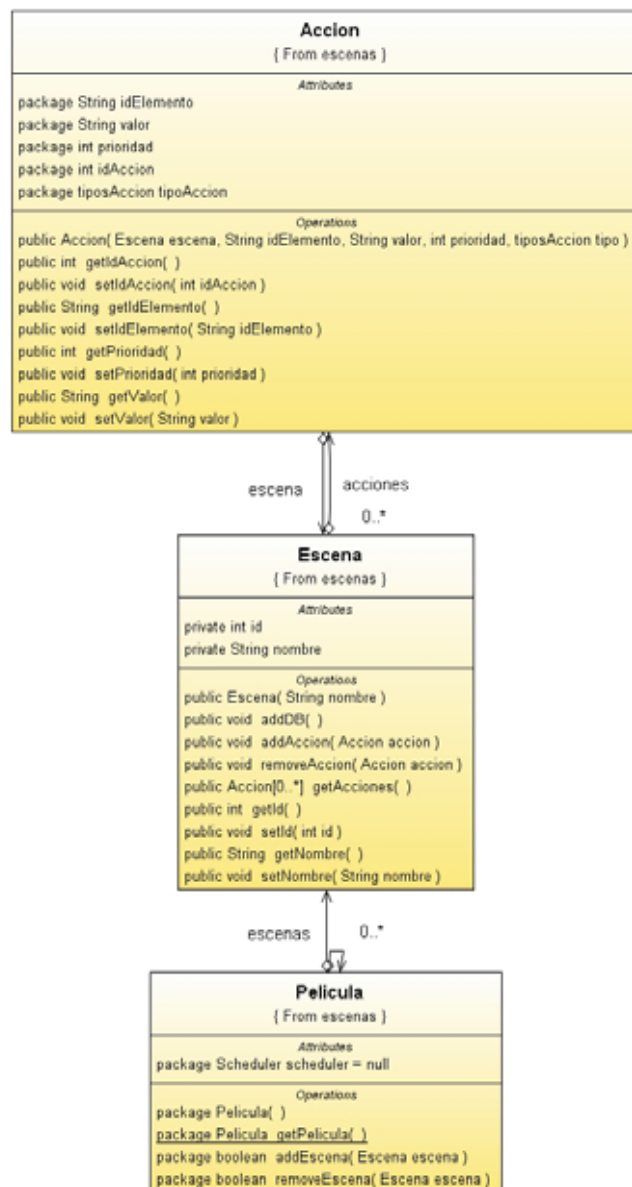 Accion
{ From escenas }
Attributes
package String idElemento
package String valor
package int prioridad
package int idAccion
package tiposAccion tipoAccion
Operations
public Accion( Escena escena, String idElemento, String valor, int prioridad, tiposAccion tipo )
public int getIdAccion( )
public void setIdAccion( int idAccion )
public String getIdElemento( )
public void setIdElemento( String idElemento )
public int getPrioridad( )
public void setPrioridad( int prioridad )
public String getValor( )
public void setValor( String valor )
escena
acciones
0..*
Escena
{ From escenas }
Attributes
private int id
private String nombre
Operations
public Escena( String nombre )
public void addDB( )
public void addAccion( Accion accion )
public void removeAccion( Accion accion )
public Accion[0..*] getAcciones( )
public int getId( )
public void setId( int id )
public String getNombre( )
public void setNombre( String nombre )
escenas
0..*
Pelicula
{ From escenas }
Attributes
package Scheduler scheduler = null
Operations
package Pelicula( )
package Pelicula getPelicula( )
package boolean addEscena( Escena escena )
package boolean removeEscena( Escena escena )